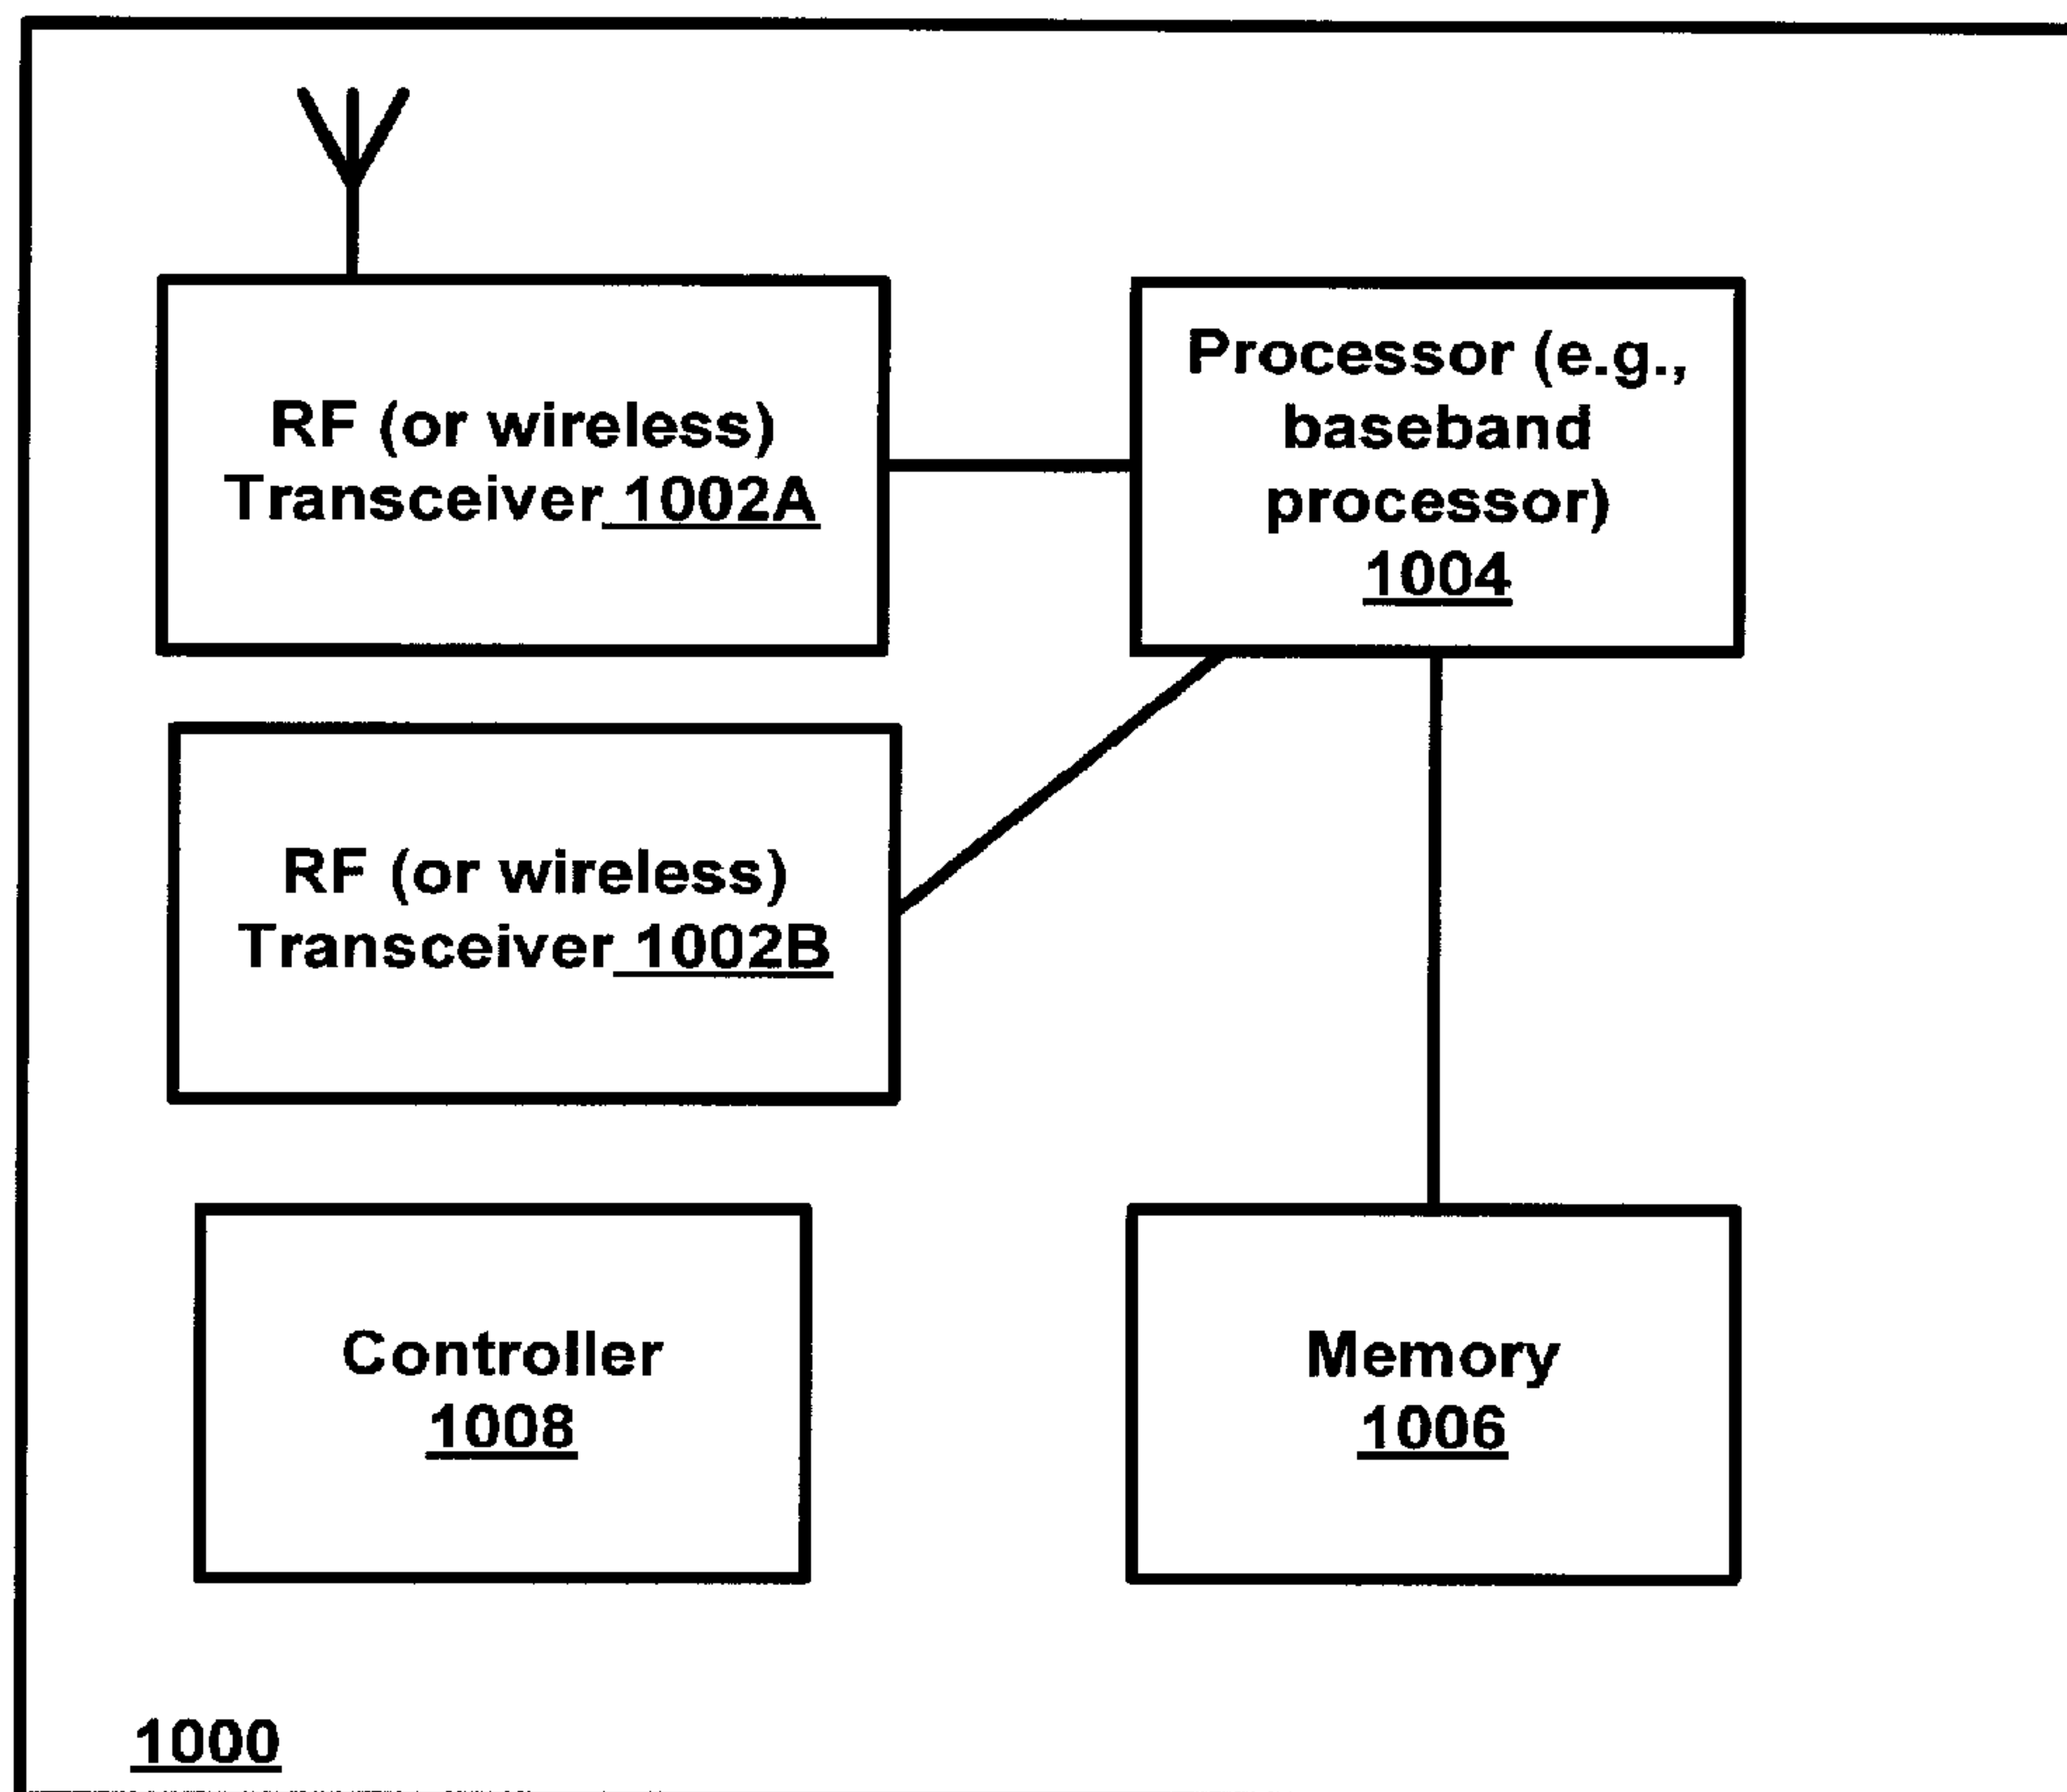 RF (or wireless)
Transceiver 1002A
Processor (e.g.,
baseband
processor)
1004
RF (or wireless)
Transceiver 1002B
Controller
1008
Memory
1006
1000